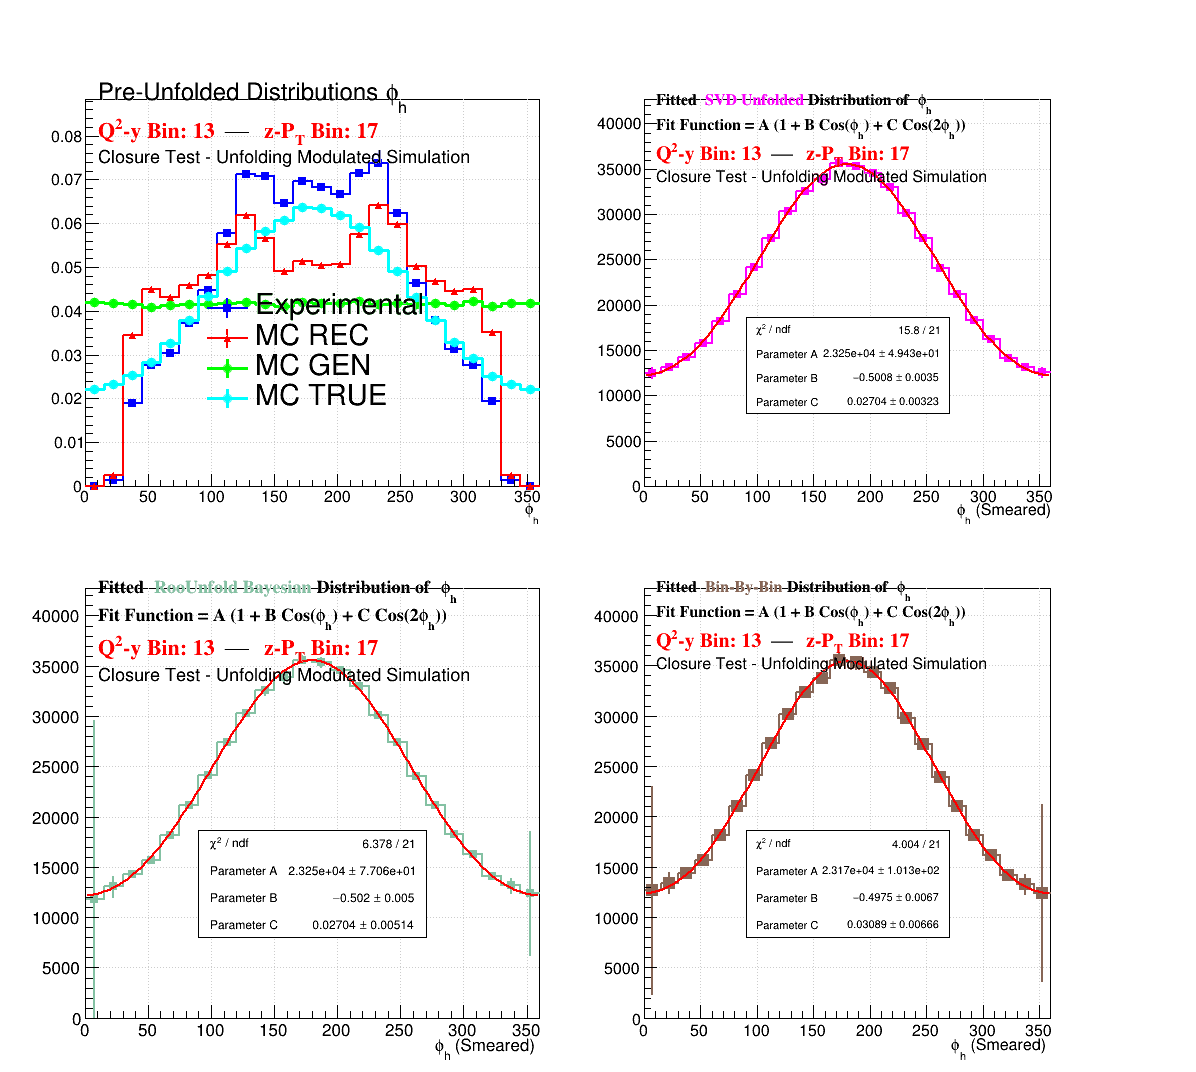 Pre-Unfolded Distributions ϕh
Q2-y Bin: 13 — z-PT Bin: 17
Closure Test - Unfolding Modulated Simulation
0.08
0.07
0.06
0.05
0.04
0.03
0.02
0.01
0
Experimental
MC REC
MC GEN
MC TRUE
0 50 100 150 200 250 300 350
ϕh
Fitted SVD Unfolded Distribution of ϕh
Fit Function = A (1 + B Cos(ϕh) + C Cos(2ϕh))
Q2-y Bin: 13 — z-PT Bin: 17
Closure Test - Unfolding Modulated Simulation
40000
35000
30000
25000
20000
15000
10000
5000
0
χ2 / ndf 15.8 / 21
Parameter A 2.325e+04 ± 4.943e+01
Parameter B −0.5008 ± 0.0035
Parameter C 0.02704 ± 0.00323
0 50 100 150 200 250 300 350
ϕh (Smeared)
Fitted RooUnfold Bayesian Distribution of ϕh
Fit Function = A (1 + B Cos(ϕh) + C Cos(2ϕh))
Q2-y Bin: 13 — z-PT Bin: 17
Closure Test - Unfolding Modulated Simulation
40000
35000
30000
25000
20000
15000
10000
5000
0
χ2 / ndf 6.378 / 21
Parameter A 2.325e+04 ± 7.706e+01
Parameter B −0.502 ± 0.005
Parameter C 0.02704 ± 0.00514
0 50 100 150 200 250 300 350
ϕh (Smeared)
Fitted Bin-By-Bin Distribution of ϕh
Fit Function = A (1 + B Cos(ϕh) + C Cos(2ϕh))
Q2-y Bin: 13 — z-PT Bin: 17
Closure Test - Unfolding Modulated Simulation
40000
35000
30000
25000
20000
15000
10000
5000
0
χ2 / ndf 4.004 / 21
Parameter A 2.317e+04 ± 1.013e+02
Parameter B −0.4975 ± 0.0067
Parameter C 0.03089 ± 0.00666
0 50 100 150 200 250 300 350
ϕh (Smeared)